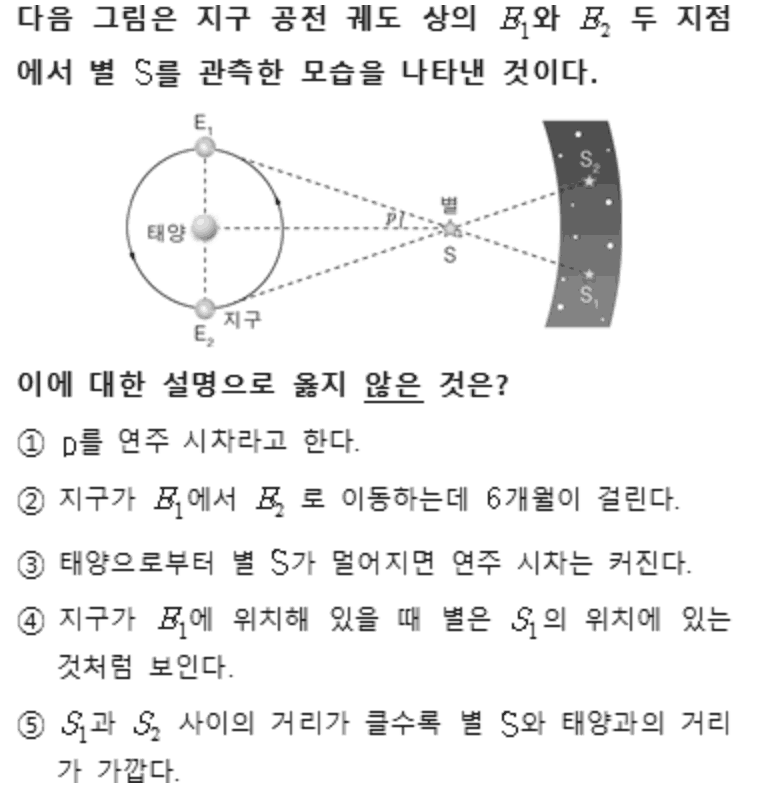 다음 그림은 지구 공전 궤도 상의 E₁와 E₂ 두 지점
에서 별 S를 관측한 모습을 나타낸 것이다.
E₁
S₂
별
태양
p
S
S₁
지구
E₂
이에 대한 설명으로 옳지 않은 것은?
① p를 연주 시차라고 한다.
② 지구가 E₁에서 E₂ 로 이동하는데 6개월이 걸린다.
③ 태양으로부터 별 S가 멀어지면 연주 시차는 커진다.
④ 지구가 E₁에 위치해 있을 때 별은 S₁의 위치에 있는
것처럼 보인다.
⑤ S₁과 S₂ 사이의 거리가 클수록 별 S와 태양과의 거리
가 가깝다.